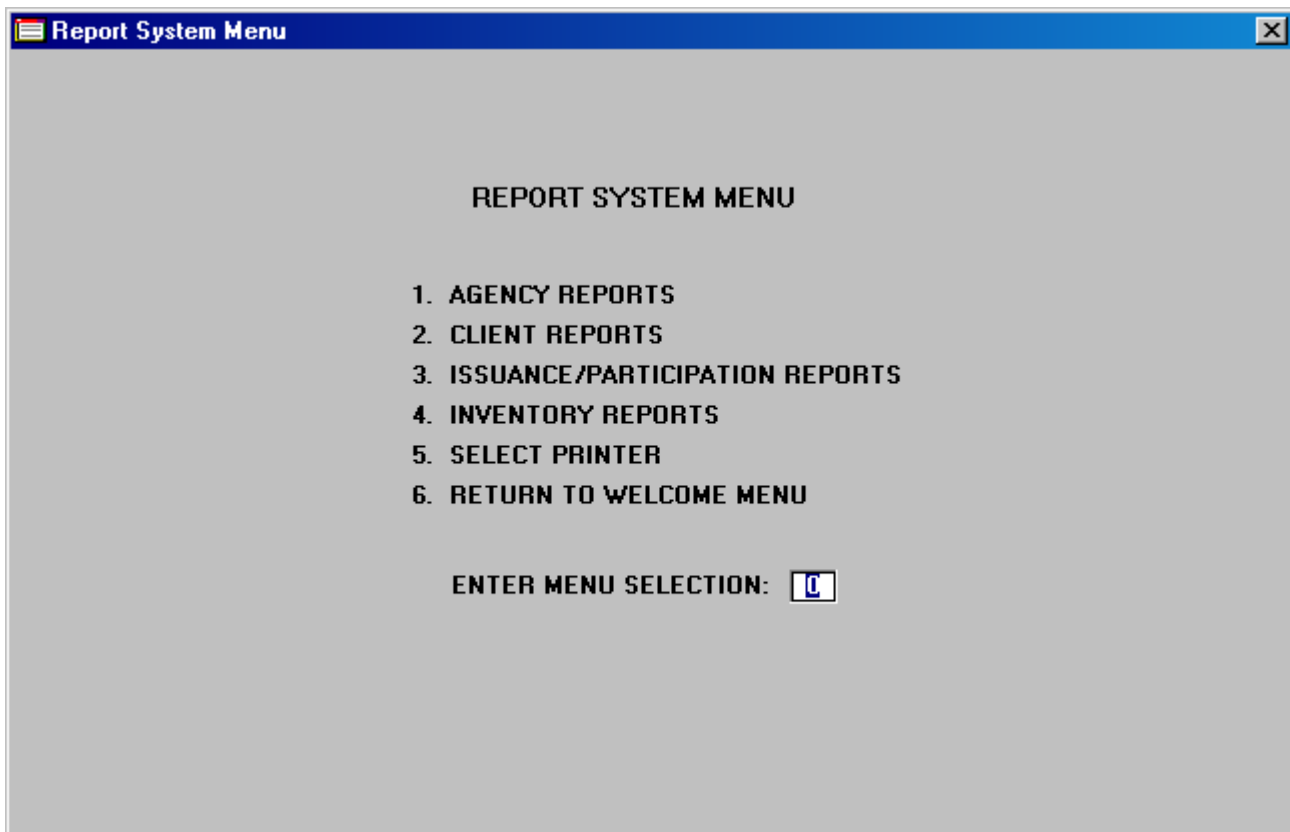 Report System Menu
REPORT SYSTEM MENU
1. AGENCY REPORTS
2. CLIENT REPORTS
3. ISSUANCE/PARTICIPATION REPORTS
4. INVENTORY REPORTS
5. SELECT PRINTER
6. RETURN TO WELCOME MENU
ENTER MENU SELECTION: 0